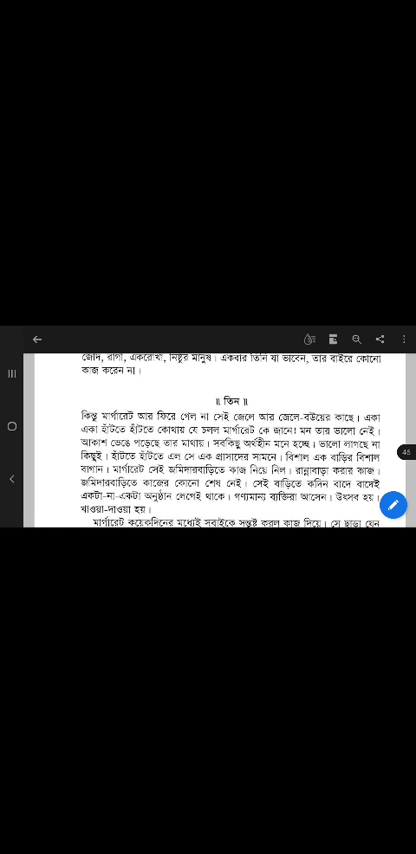 জেদি, রাগী, একরোখা, নিষ্ঠুর মানুষ। একবার তিনি যা ভাবেন, তার বাইরে কোনো
কাজ করেন না।
॥ তিন ॥
কিন্তু মার্গারেট আর ফিরে গেল না সেই জেলে আর জেলে-বউয়ের কাছে। একা
একা হাঁটতে হাঁটতে কোথায় যে চলল মার্গারেট কে জানে! মন তার ভালো নেই।
আকাশ ভেঙে পড়েছে তার মাথায়। সবকিছু অর্থহীন মনে হচ্ছে। ভালো লাগছে না
কিছুই। হাঁটতে হাঁটতে এল সে এক প্রাসাদের সামনে। বিশাল এক বাড়ির বিশাল
বাগান। মার্গারেট সেই জমিদারবাড়িতে কাজ নিয়ে নিল। রান্নাবাড়া করার কাজ।
জমিদারবাড়িতে কাজের কোনো শেষ নেই। সেই বাড়িতে কদিন বাদে বাদেই
একটা-না-একটা অনুষ্ঠান লেগেই থাকে। গণ্যমান্য ব্যক্তিরা আসেন। উৎসব হয়।
খাওয়া-দাওয়া হয়।
মার্গারেট কয়েকদিনের মধ্যেই সবাইকে সন্তুষ্ট করল কাজ দিয়ে। সে ছাড়া যেন
46